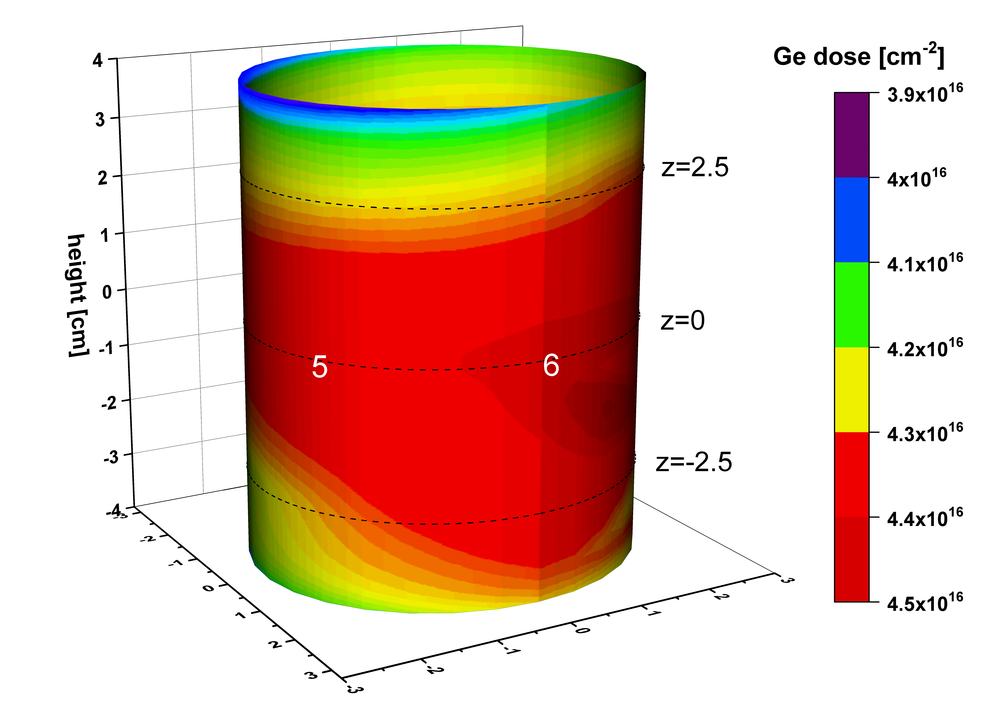 Ge dose [cm-2]
3.9x10^16
4x10^16
4.1x10^16
4.2x10^16
4.3x10^16
4.4x10^16
4.5x10^16
height [cm]
4
3
2
1
0
-1
-2
-3
-4
z=2.5
z=0
z=-2.5
5
6
-3
-2
-1
0
1
2
3
-3
-2
-1
0
1
2
3